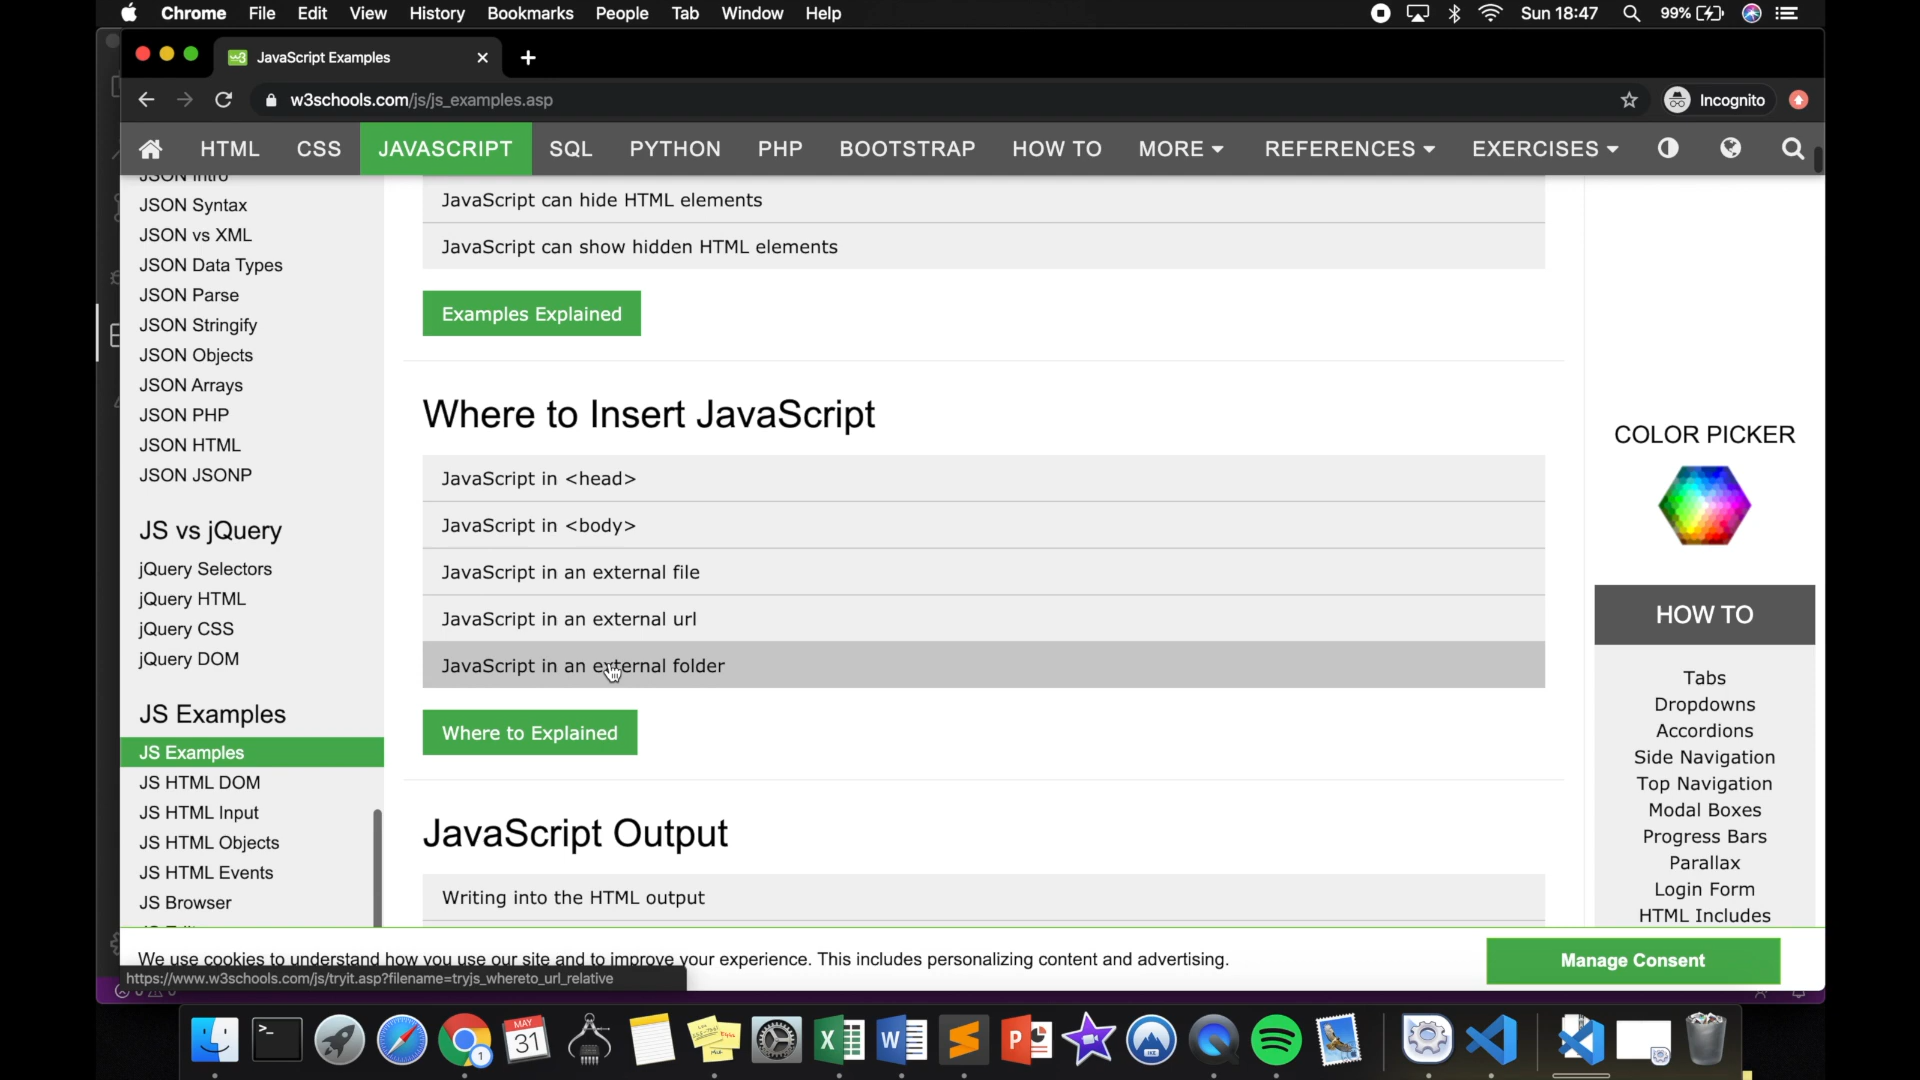 Chrome File Edit View History Bookmarks People Tab Window Help
Sun 18:47
99%
JavaScript Examples
w3schools.com/js/js_examples.asp
Incognito
HTML CSS JAVASCRIPT SQL PYTHON PHP BOOTSTRAP HOW TO MORE REFERENCES EXERCISES
JSON Intro
JSON Syntax
JSON vs XML
JSON Data Types
JSON Parse
JSON Stringify
JSON Objects
JSON Arrays
JSON PHP
JSON HTML
JSON JSONP
JS vs jQuery
jQuery Selectors
jQuery HTML
jQuery CSS
jQuery DOM
JS Examples
JS Examples
JS HTML DOM
JS HTML Input
JS HTML Objects
JS HTML Events
JS Browser
JavaScript can hide HTML elements
JavaScript can show hidden HTML elements
Examples Explained
Where to Insert JavaScript
JavaScript in <head>
JavaScript in <body>
JavaScript in an external file
JavaScript in an external url
JavaScript in an external folder
Where to Explained
JavaScript Output
Writing into the HTML output
COLOR PICKER
HOW TO
Tabs
Dropdowns
Accordions
Side Navigation
Top Navigation
Modal Boxes
Progress Bars
Parallax
Login Form
HTML Includes
We use cookies to understand how you use our site and to improve your experience. This includes personalizing content and advertising.
Manage Consent
https://www.w3schools.com/js/tryit.asp?filename=tryjs_whereto_url_relative
MAY
31
1